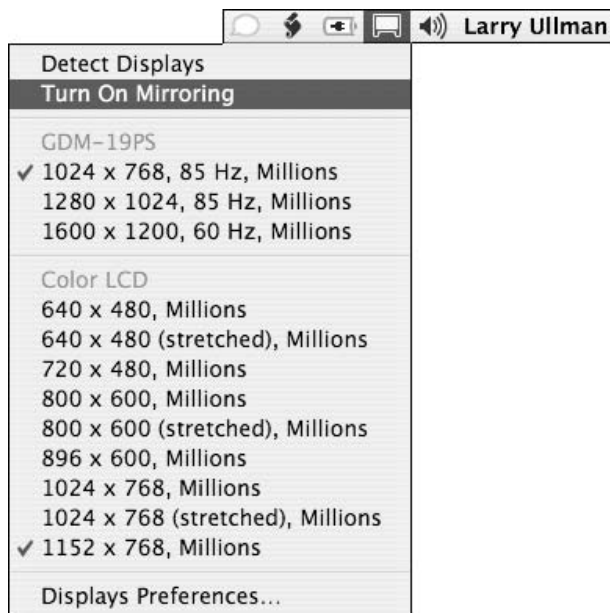 Larry Ullman
Detect Displays
Turn On Mirroring
GDM-19PS
✓ 1024 x 768, 85 Hz, Millions
1280 x 1024, 85 Hz, Millions
1600 x 1200, 60 Hz, Millions
Color LCD
640 x 480, Millions
640 x 480 (stretched), Millions
720 x 480, Millions
800 x 600, Millions
800 x 600 (stretched), Millions
896 x 600, Millions
1024 x 768, Millions
1024 x 768 (stretched), Millions
✓ 1152 x 768, Millions
Displays Preferences...